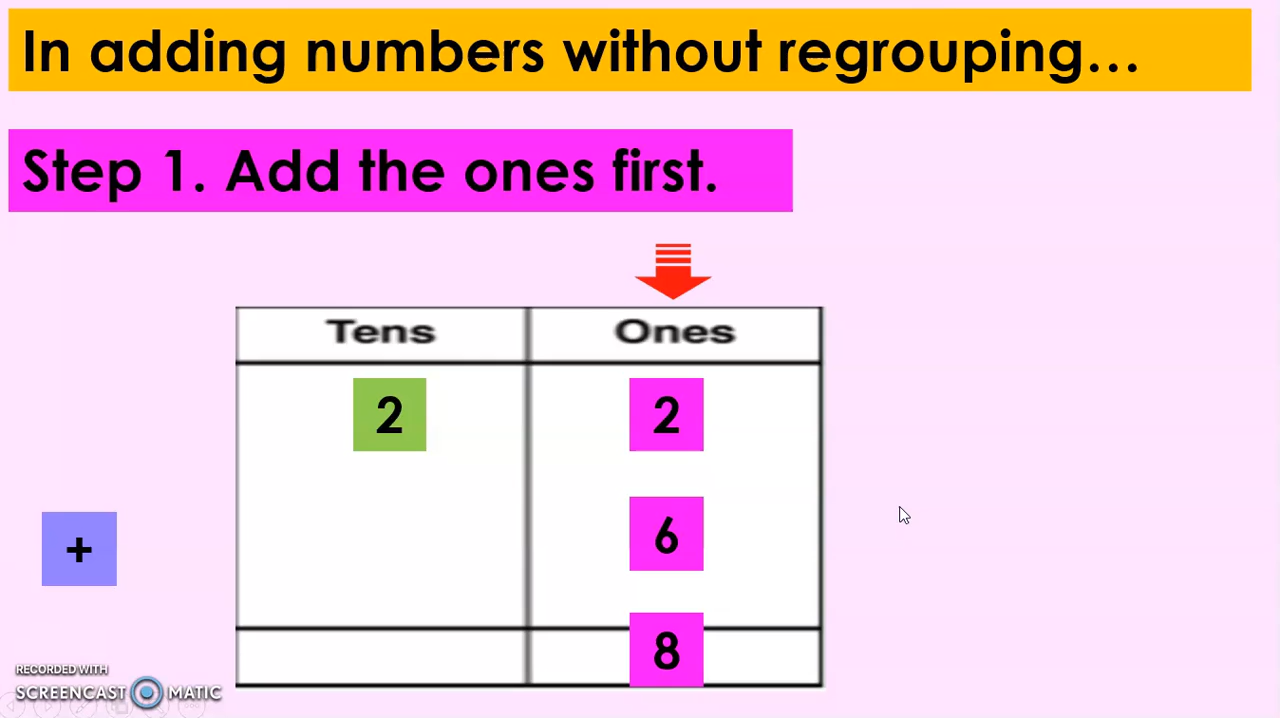 In adding numbers without regrouping...
Step 1. Add the ones first.
Tens Ones
2 2
+ 6
8
RECORDED WITH
SCREENCAST MATIC